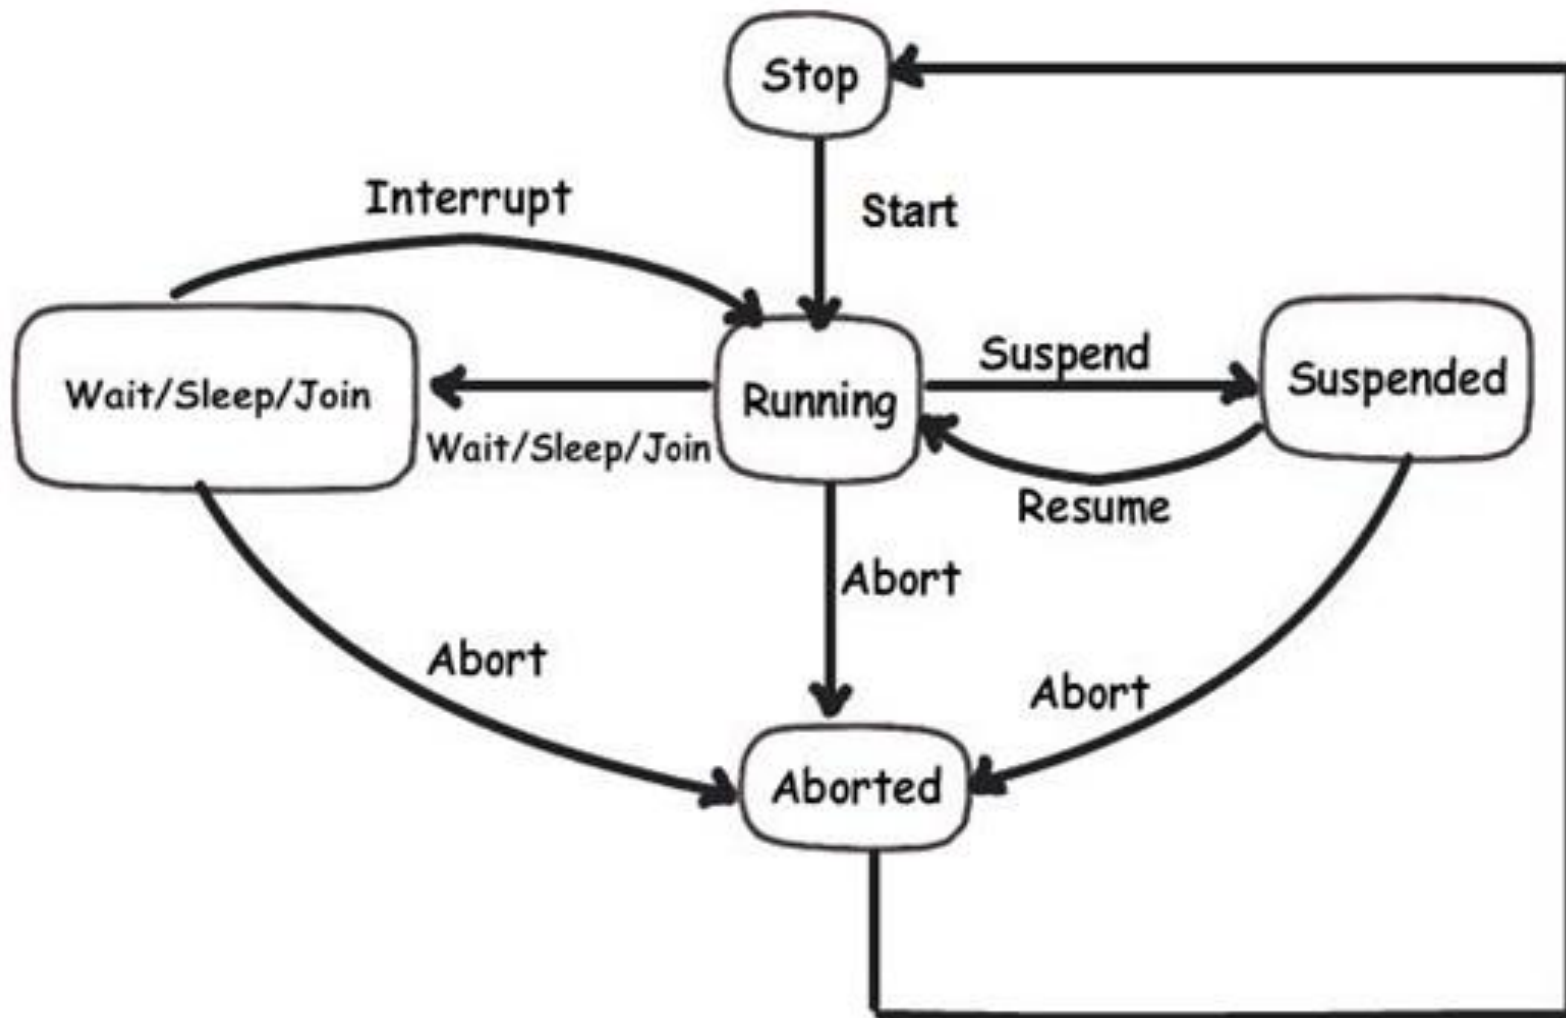 Stop
Start
Interrupt
Wait/Sleep/Join
Wait/Sleep/Join
Running
Suspend
Suspended
Resume
Abort
Abort
Abort
Aborted